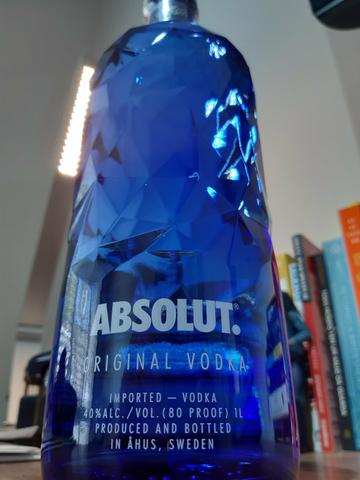 ABSOLUT.
ORIGINAL VODKA
IMPORTED — VODKA
40%ALC./VOL.(80 PROOF) 1L
PRODUCED AND BOTTLED
IN ÅHUS, SWEDEN